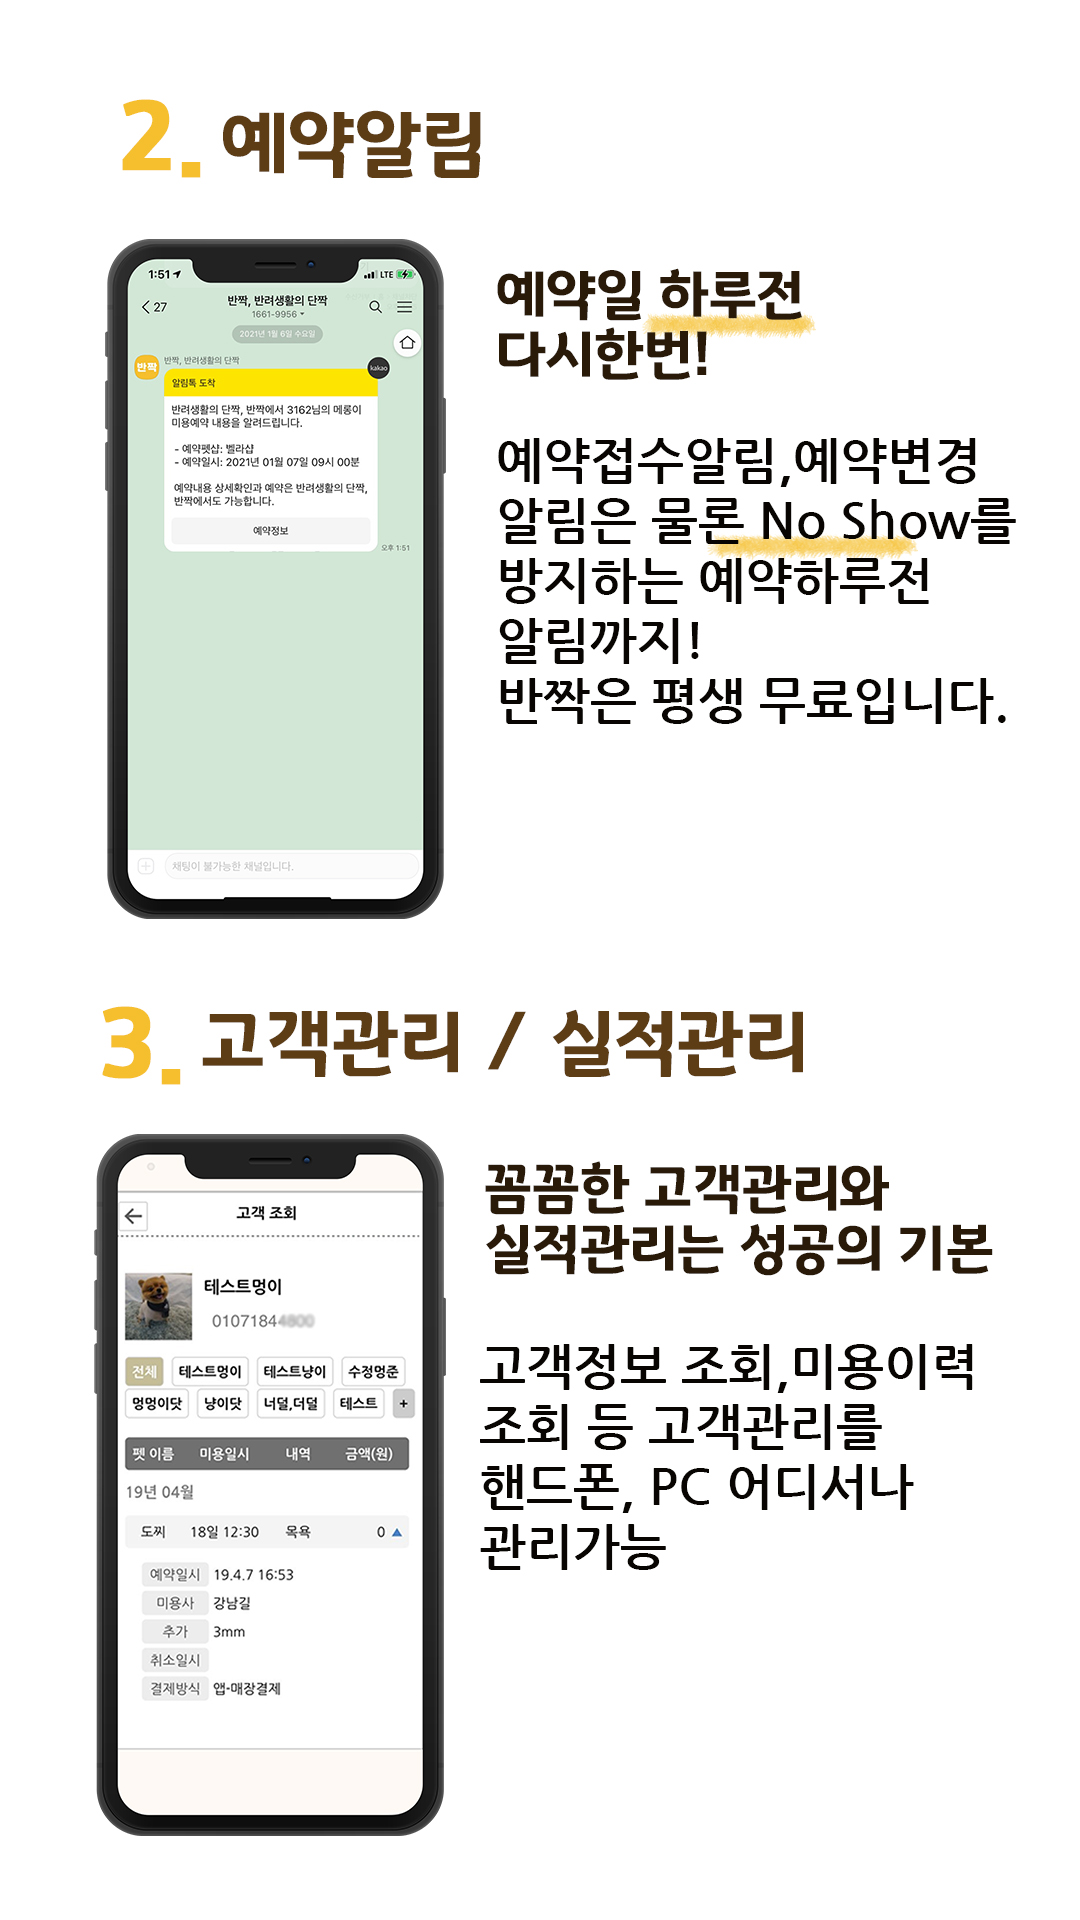 2. 예약알림
1:51
LTE
27
반짝, 반려생활의 단짝
1661-9956
2021년 1월 6일 수요일
반짝
반짝, 반려생활의 단짝
kakao
알림톡 도착
반려생활의 단짝, 반짝에서 3162님의 메롱이
미용예약 내용을 알려드립니다.
- 예약펫샵: 벨라샵
- 예약일시: 2021년 01월 07일 09시 00분
예약내용 상세확인과 예약은 반려생활의 단짝,
반짝에서도 가능합니다.
예약정보
오후 1:51
채팅이 불가능한 채널입니다.
예약일 하루전
다시한번!
예약접수알림,예약변경
알림은 물론 No Show를
방지하는 예약하루전
알림까지!
반짝은 평생 무료입니다.
3. 고객관리 / 실적관리
고객 조회
테스트멍이
01071844800
전체 테스트멍이 테스트냥이 수정멍준
멍멍이닷 냥이닷 너덜,더덜 테스트 +
펫 이름 미용일시 내역 금액(원)
19년 04월
도찌 18일 12:30 목욕 0 ▲
예약일시 19.4.7 16:53
미용사 강남길
추가 3mm
취소일시
결제방식 앱-매장결제
꼼꼼한 고객관리와
실적관리는 성공의 기본
고객정보 조회,미용이력
조회 등 고객관리를
핸드폰, PC 어디서나
관리가능